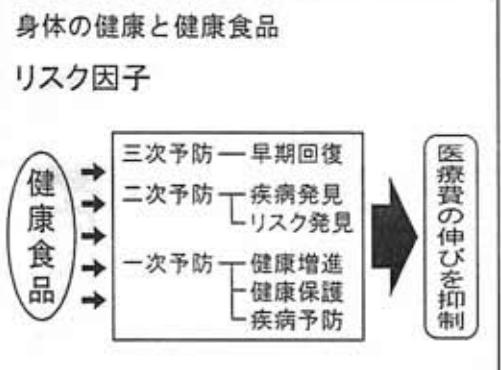 身体の健康と健康食品
リスク因子
健康食品
三次予防 早期回復
二次予防 疾病発見
リスク発見
一次予防 健康増進
健康保護
疾病予防
医療費の伸びを抑制